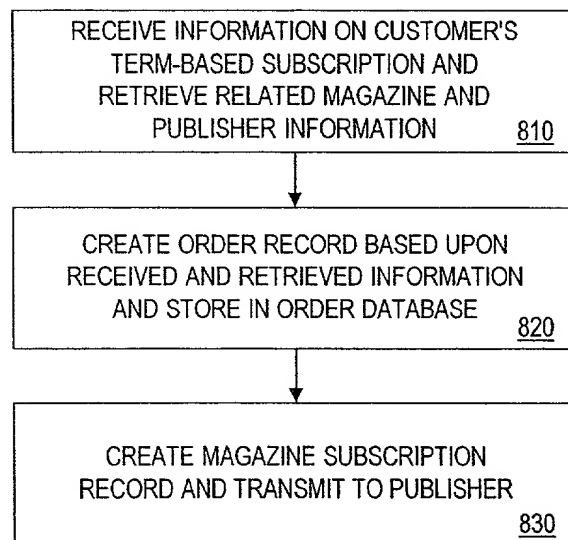 RECEIVE INFORMATION ON CUSTOMER'S
TERM-BASED SUBSCRIPTION AND
RETRIEVE RELATED MAGAZINE AND
PUBLISHER INFORMATION
810
CREATE ORDER RECORD BASED UPON
RECEIVED AND RETRIEVED INFORMATION
AND STORE IN ORDER DATABASE
820
CREATE MAGAZINE SUBSCRIPTION
RECORD AND TRANSMIT TO PUBLISHER
830